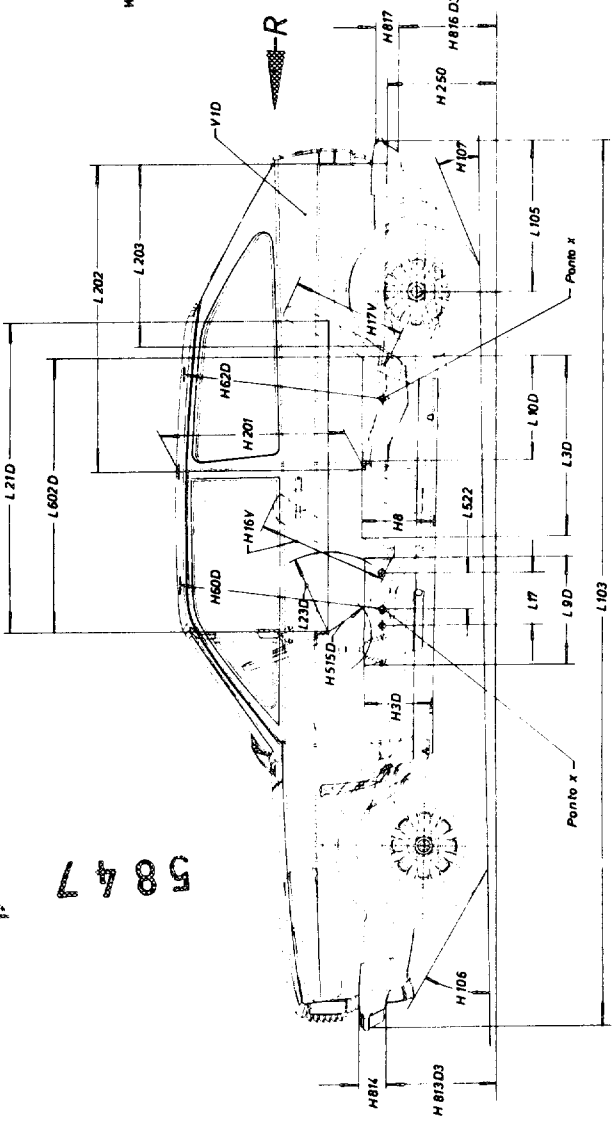 R
H817
H816 D3
H250
V1D
H107
L202
L203
L105
Ponto x
H17V
L21D
L602D
H62D
H201
L10D
L3D
H8
L522
H16V
H60D
L23D
L17
L9D
L103
H515D
H3D
Ponto x
5847
H106
H814
H813D3